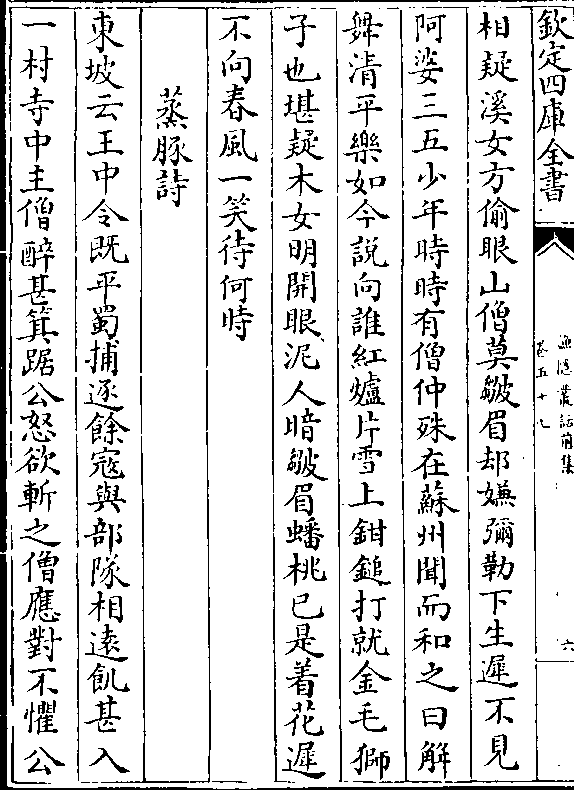 欽定四庫全書
漁隱叢話前集
卷五十七
六
相疑溪女方偷眼山僧莫皺眉却嫌彌勒下生遲不見
阿婆三五少年時時有僧仲殊在蘇州聞而和之曰解
舞清平樂如今說向誰紅爐片雪上鉗鎚打就金毛獅
子也堪疑木女明開眼泥人暗皺眉蟠桃已是着花遲
不向春風一笑待何時
蒸豚詩
東坡云王中令既平蜀捕逐餘寇與部隊相遠飢甚入
一村寺中主僧醉甚箕踞公怒欲斬之僧應對不懼公